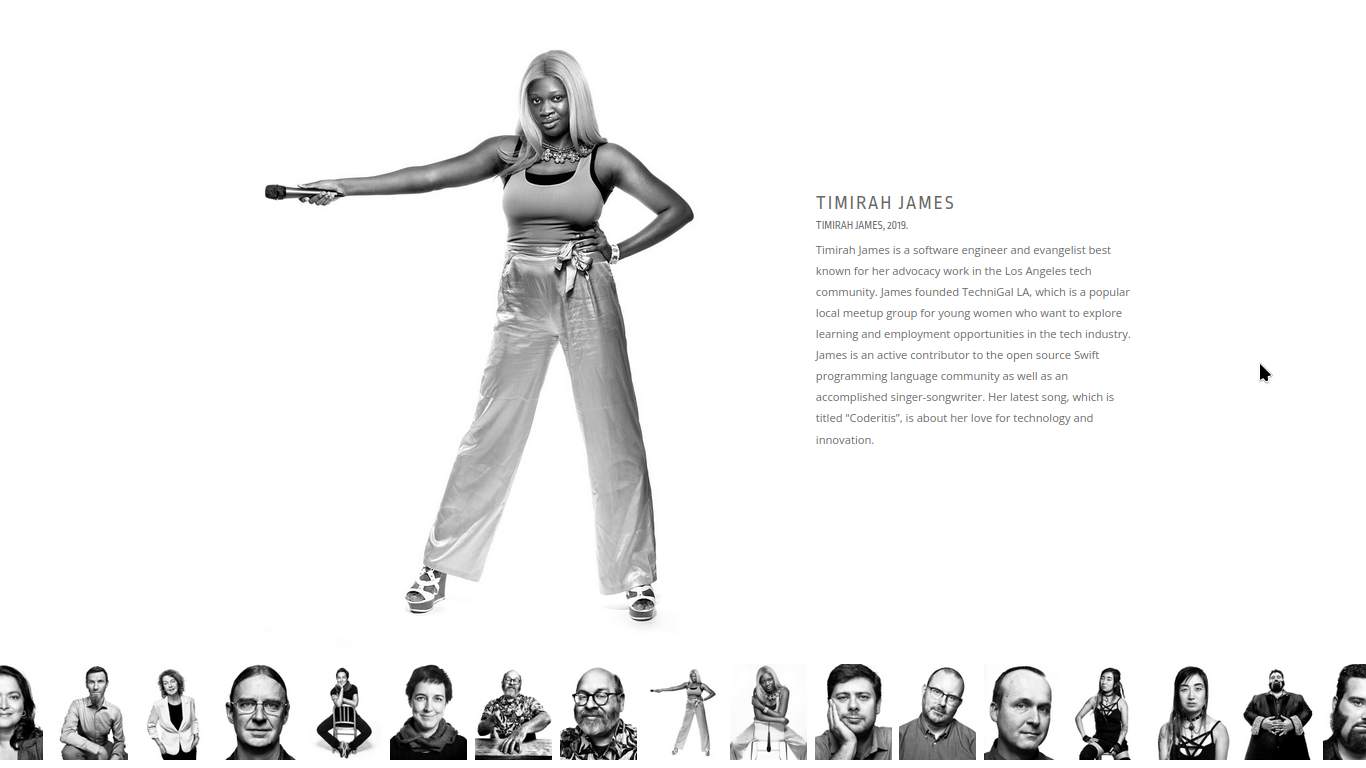 TIMIRAH JAMES
TIMIRAH JAMES, 2019.
Timirah James is a software engineer and evangelist best
known for her advocacy work in the Los Angeles tech
community. James founded TechniGal LA, which is a popular
local meetup group for young women who want to explore
learning and employment opportunities in the tech industry.
James is an active contributor to the open source Swift
programming language community as well as an
accomplished singer-songwriter. Her latest song, which is
titled "Coderitis”, is about her love for technology and
innovation.